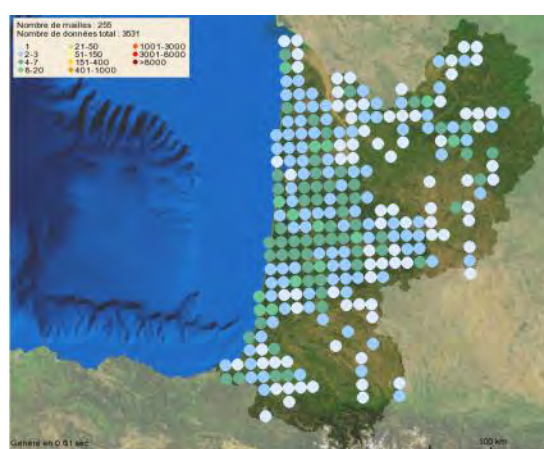 Nombre de mailles : 255
Nombre de données total : 3531
1 21-50 1001-3000
2-3 51-150 3001-8000
4-7 151-400 >8000
8-20 401-1000
Généré en 0.61 sec
100 km